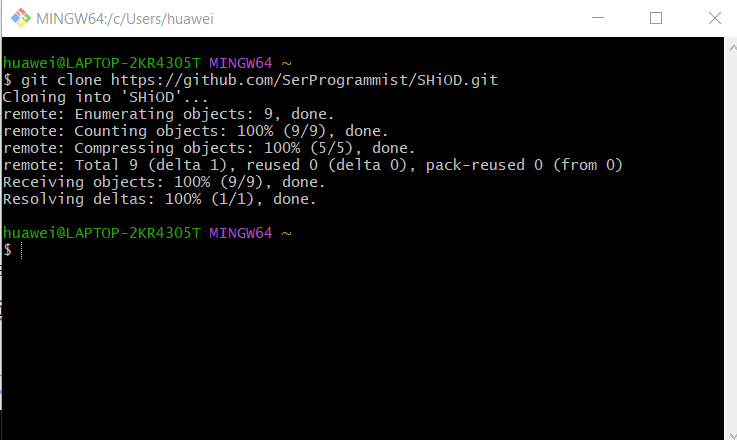 MINGW64:/c/Users/huawei
huawei@LAPTOP-2KR4305T MINGW64 ~
$ git clone https://github.com/SerProgrammist/SHiOD.git
Cloning into 'SHiOD'...
remote: Enumerating objects: 9, done.
remote: Counting objects: 100% (9/9), done.
remote: Compressing objects: 100% (5/5), done.
remote: Total 9 (delta 1), reused 0 (delta 0), pack-reused 0 (from 0)
Receiving objects: 100% (9/9), done.
Resolving deltas: 100% (1/1), done.
huawei@LAPTOP-2KR4305T MINGW64 ~
$